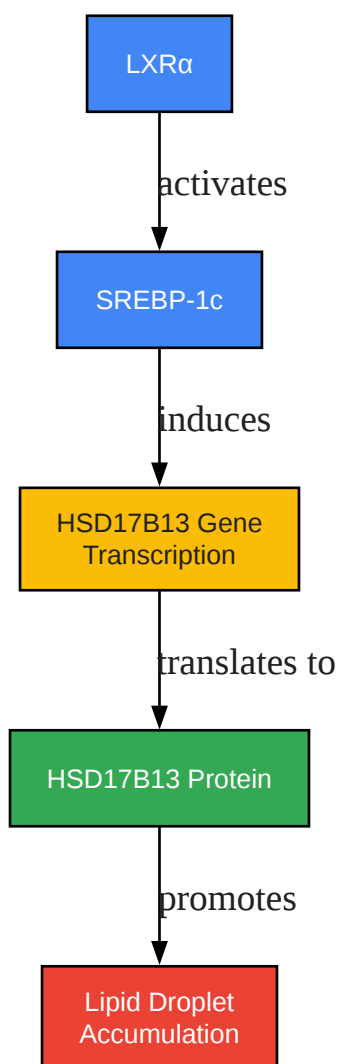 LXRα
activates
SREBP-1c
induces
HSD17B13 Gene
Transcription
translates to
HSD17B13 Protein
promotes
Lipid Droplet
Accumulation